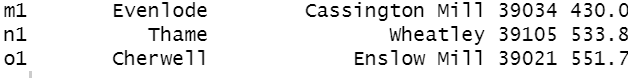 m1 Evenlode Cassington Mill 39034 430.0
n1 Thame Wheatley 39105 533.8
o1 Cherwell Enslow Mill 39021 551.7